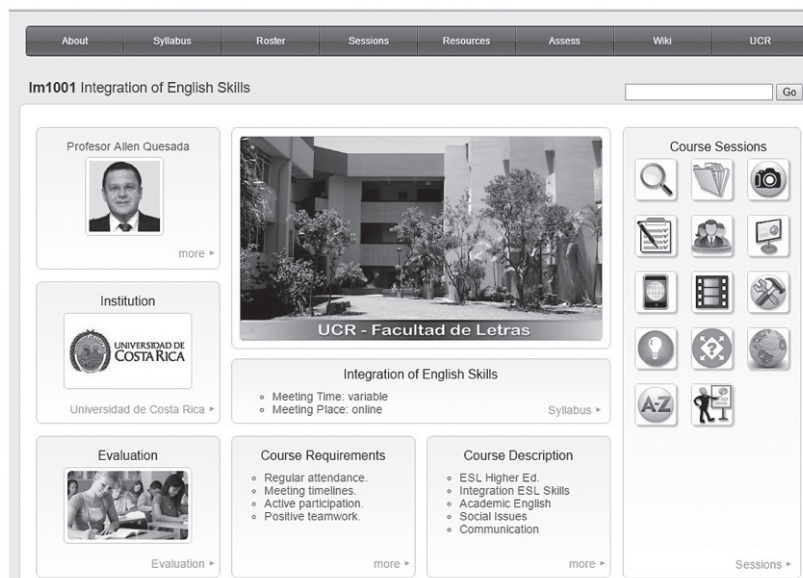 About Syllabus Roster Sessions Resources Assess Wiki UCR
lm1001 Integration of English Skills
Go
Profesor Allen Quesada
more
Institution
UNIVERSIDAD DE
COSTA RICA
Universidad de Costa Rica
Evaluation
Evaluation
UCR - Facultad de Letras
Integration of English Skills
Meeting Time: variable
Meeting Place: online
Syllabus
Course Requirements
Regular attendance.
Meeting timelines.
Active participation.
Positive teamwork.
more
Course Description
ESL Higher Ed.
Integration ESL Skills
Academic English
Social Issues
Communication
more
Course Sessions
?
A-Z
Sessions